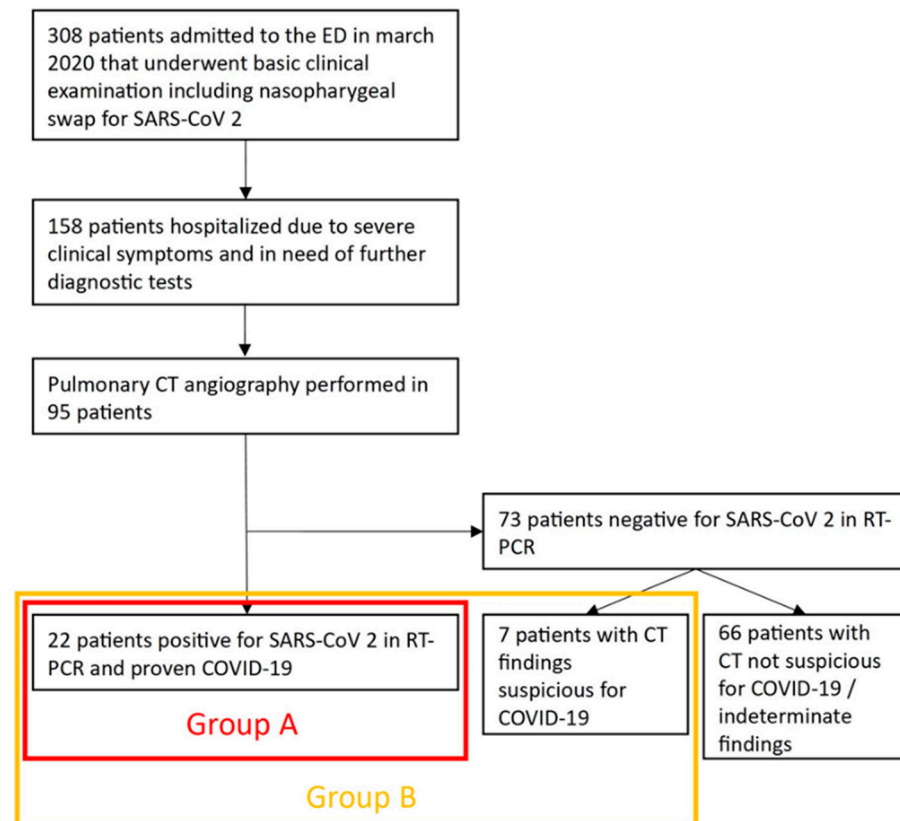 308 patients admitted to the ED in march
2020 that underwent basic clinical
examination including nasopharygeal
swap for SARS-CoV 2
158 patients hospitalized due to severe
clinical symptoms and in need of further
diagnostic tests
Pulmonary CT angiography performed in
95 patients
73 patients negative for SARS-CoV 2 in RT-
PCR
22 patients positive for SARS-CoV 2 in RT-
PCR and proven COVID-19
7 patients with CT
findings
suspicious for
COVID-19
66 patients with
CT not suspicious
for COVID-19 /
indeterminate
findings
Group A
Group B